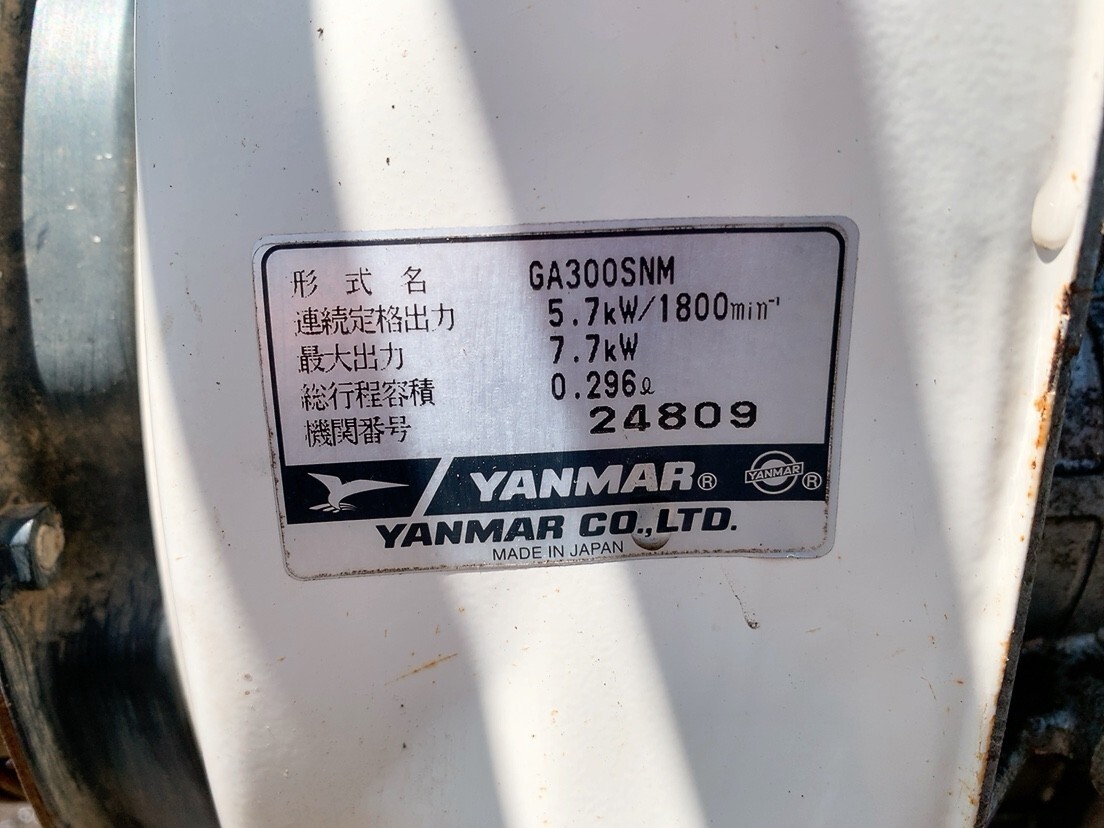 形式名 GA300SNM
連続定格出力 5.7kW/1800min⁻¹
最大出力 7.7kW
総行程容積 0.296ℓ
機関番号 24809
YANMAR® YANMAR®
YANMAR CO.,LTD.
MADE IN JAPAN